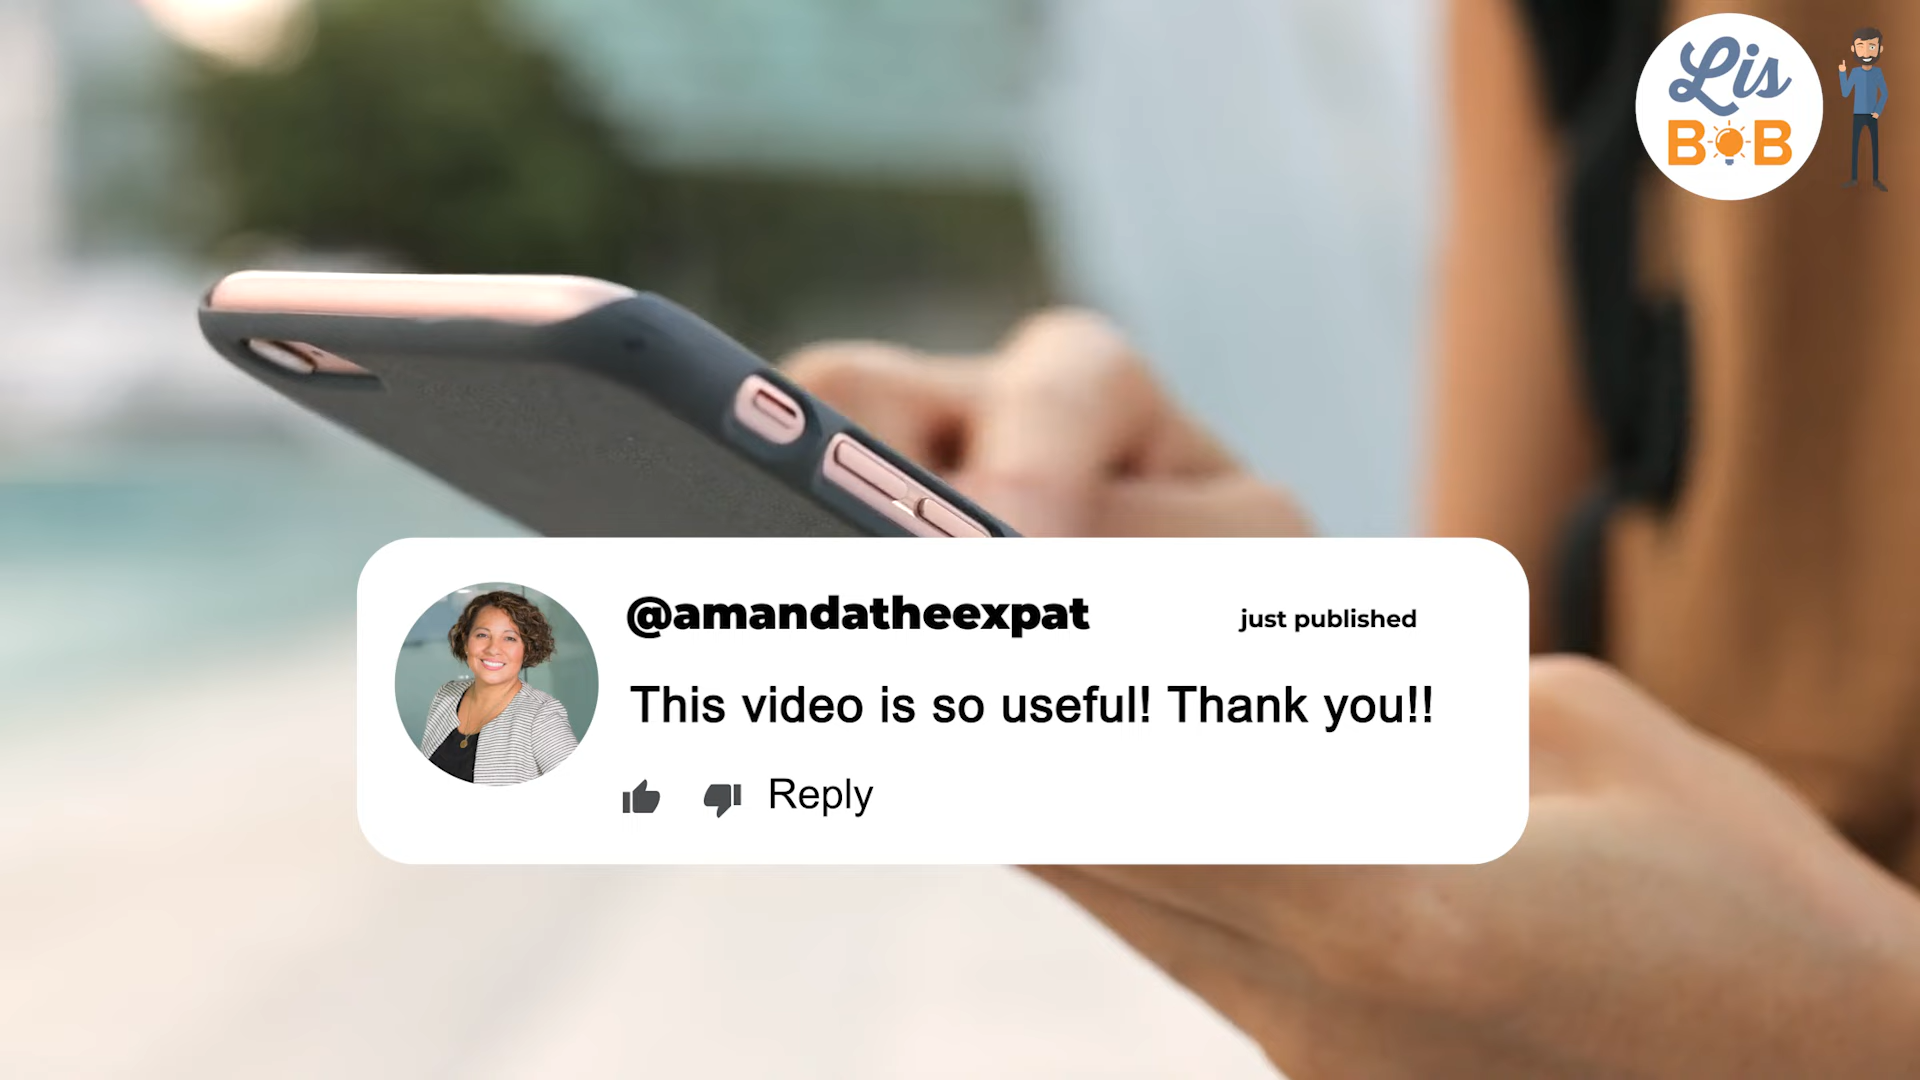 Lis
BOB
@amandatheexpat
just published
This video is so useful! Thank you!!
Reply